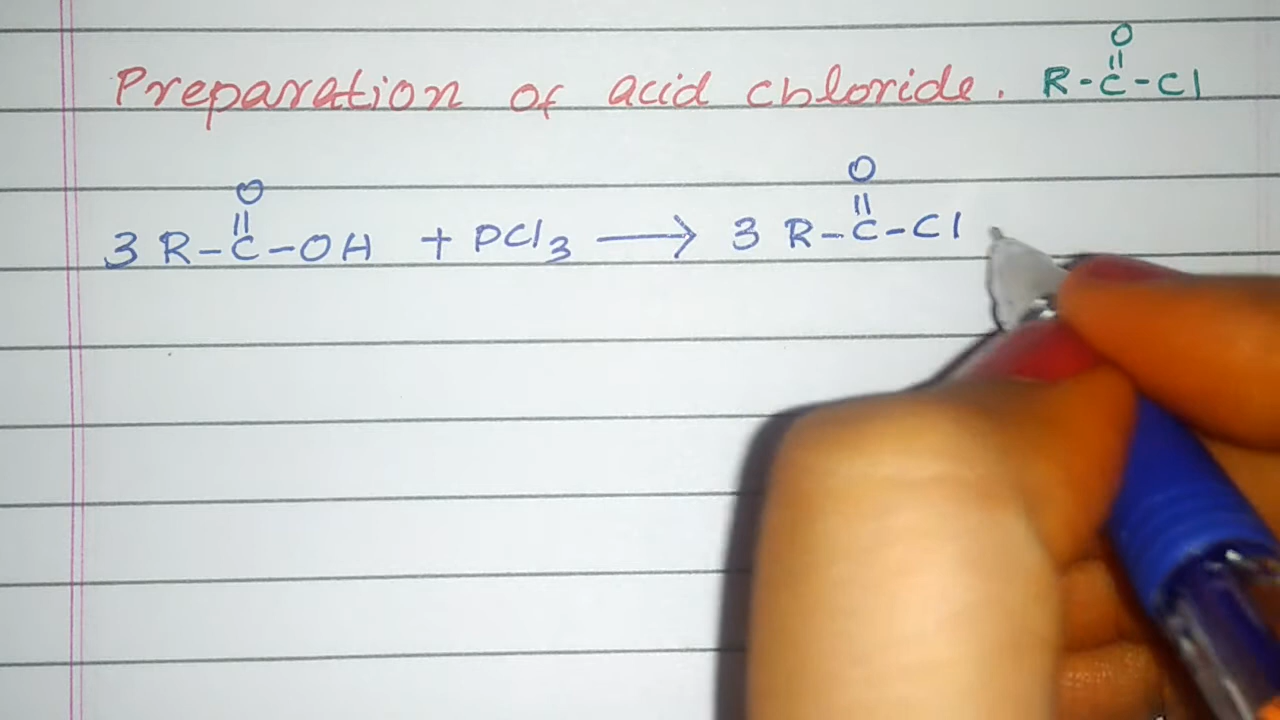 Preparation of acid chloride. R-C-Cl
O
||
3 R-C-OH + PCl3 ⟶ 3 R-C-Cl
O
||
O
||